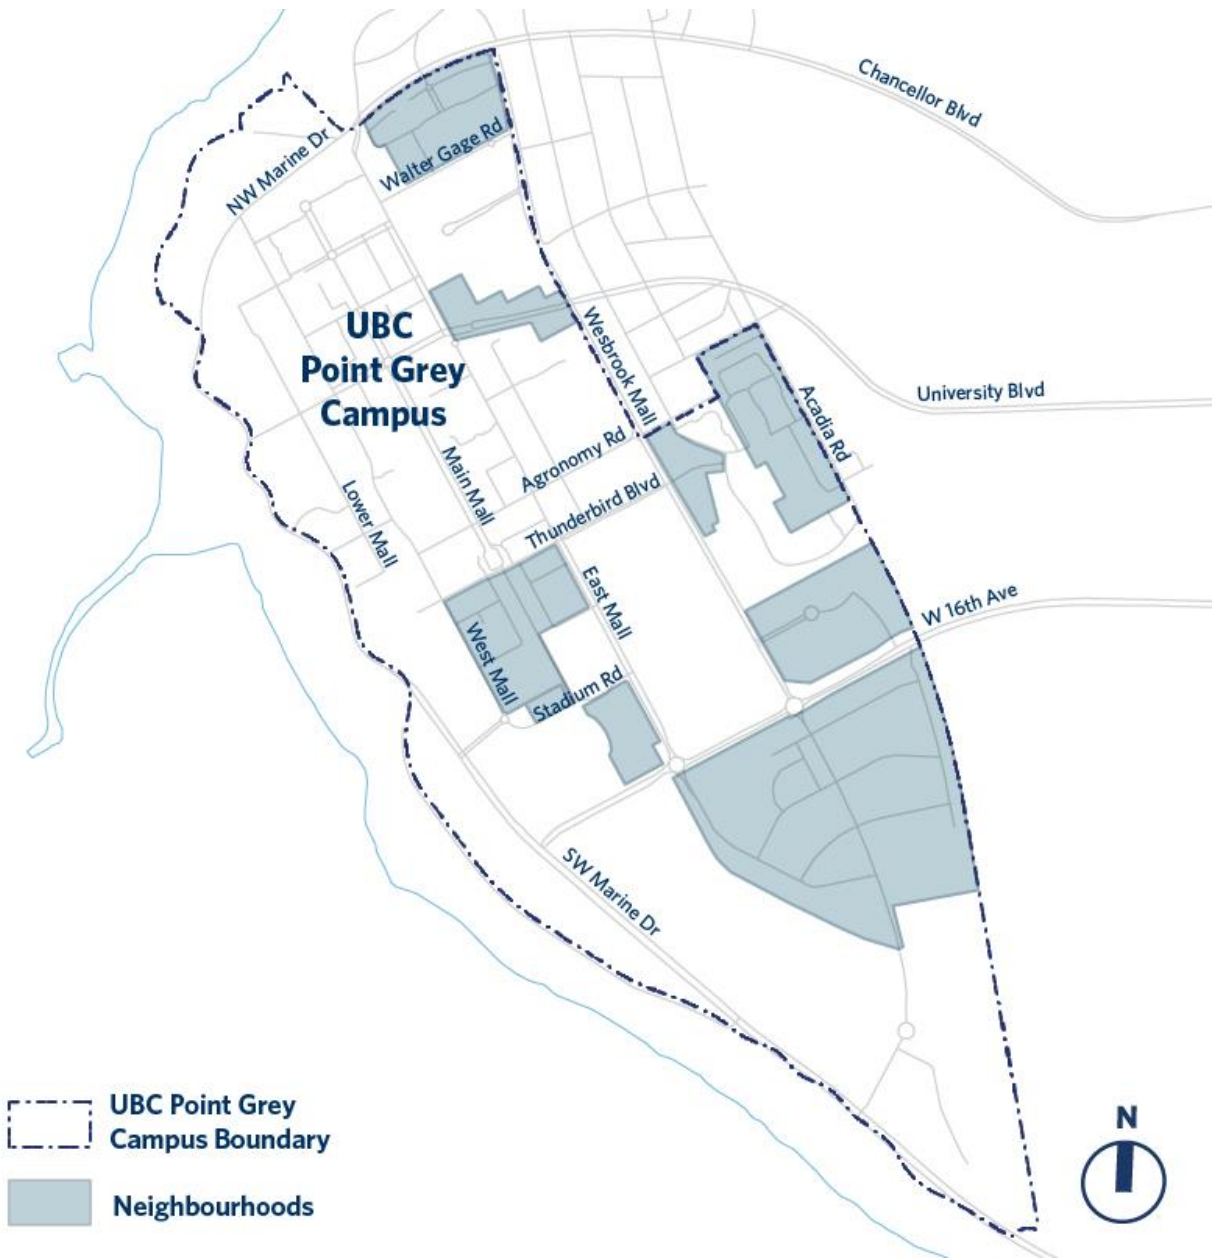 Chancellor Blvd
NW Marine Dr
Walter Gage Rd
UBC
Point Grey
Campus
Wesbrook Mall
University Blvd
Acadia Rd
Agronomy Rd
Main Mall
Thunderbird Blvd
Lower Mall
East Mall
W 16th Ave
West Mall
Stadium Rd
SW Marine Dr
UBC Point Grey
Campus Boundary
Neighbourhoods
N